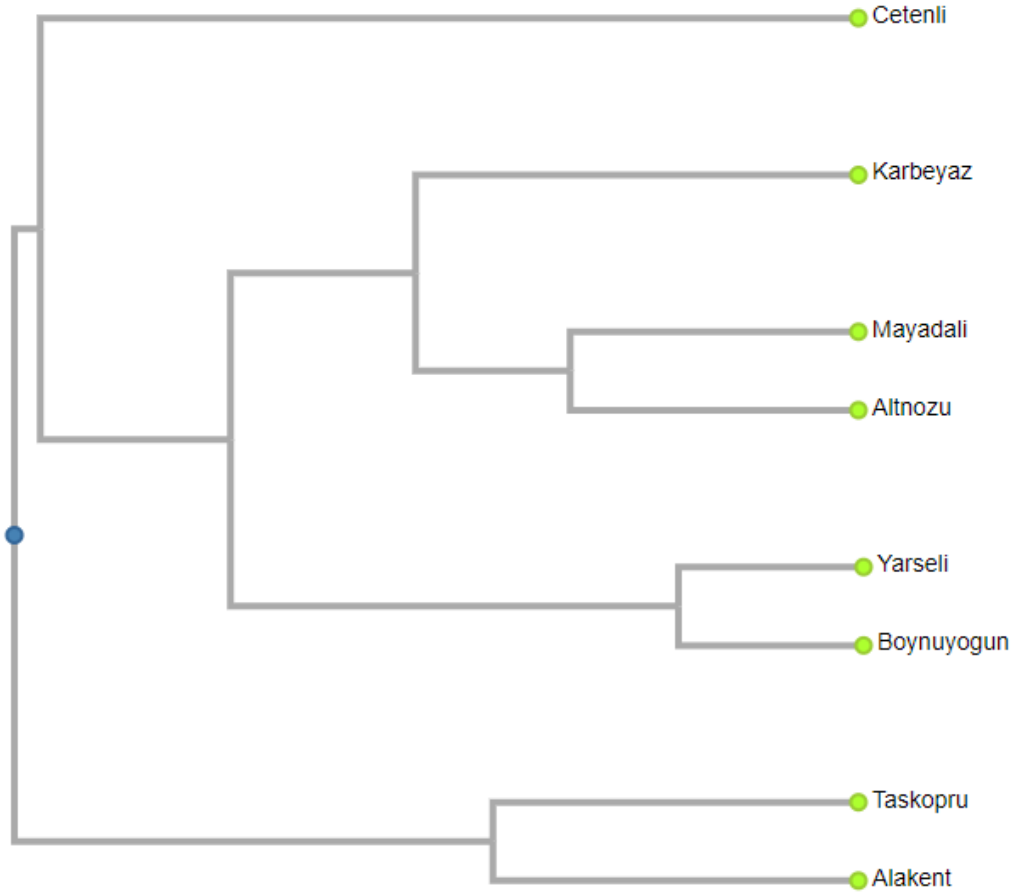 Cetenli
Karbeyaz
Mayadali
Altnozu
Yarseli
Boynuyogun
Taskopru
Alakent